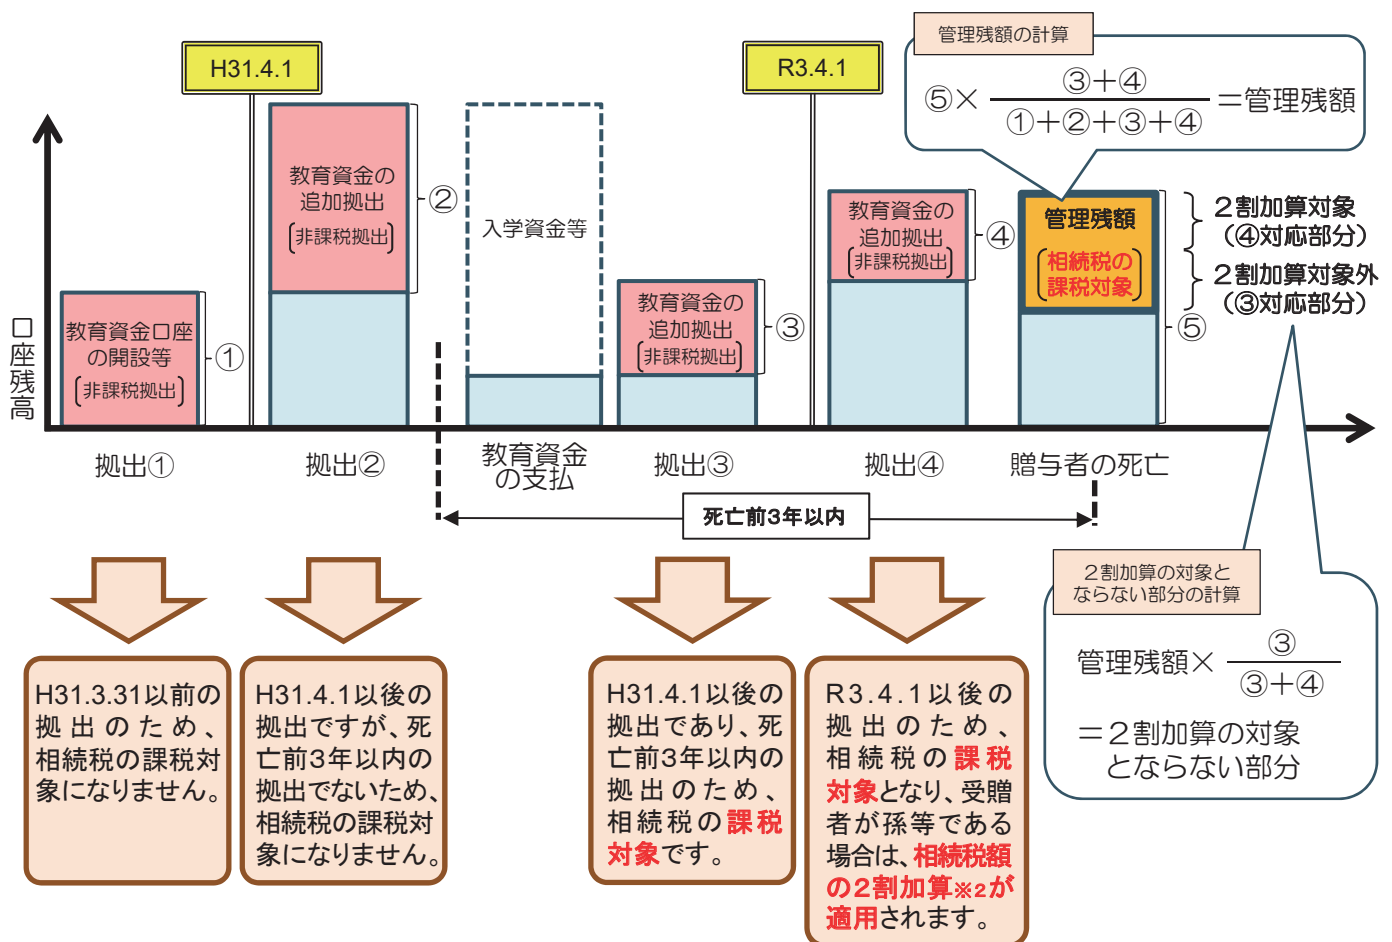 管理残額の計算
⑤× ③+④ / ①+②+③+④ =管理残額
H31.4.1
R3.4.1
口座残高
教育資金口座
の開設等
(非課税拠出)
①
教育資金の
追加拠出
(非課税拠出)
②
入学資金等
教育資金の
追加拠出
(非課税拠出)
③
教育資金の
追加拠出
(非課税拠出)
④
管理残額
(相続税の
課税対象)
⑤
2割加算対象
(④対応部分)
2割加算対象外
(③対応部分)
拠出①
拠出②
教育資金
の支払
拠出③
拠出④
贈与者の死亡
死亡前3年以内
H31.3.31以前の
拠出のため、
相続税の課税対
象になりません。
H31.4.1以後の
拠出ですが、死
亡前3年以内の
拠出でないため、
相続税の課税対
象になりません。
H31.4.1以後の
拠出であり、死
亡前3年以内の
拠出のため、
相続税の課税
対象です。
R3.4.1以後の
拠出のため、
相続税の課税
対象となり、受贈
者が孫等である
場合は、相続税額
の2割加算※2が
適用されます。
2割加算の対象と
ならない部分の計算
管理残額× ③ / ③+④
=2割加算の対象
とならない部分